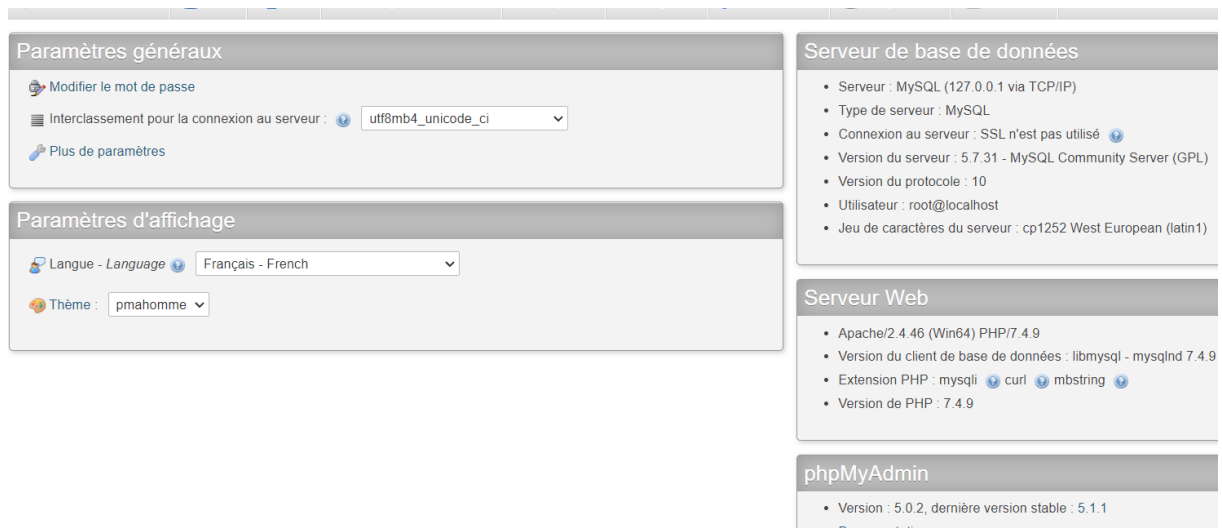 Paramètres généraux
Modifier le mot de passe
Interclassement pour la connexion au serveur : utf8mb4_unicode_ci
Plus de paramètres
Paramètres d'affichage
Langue - Language Français - French
Thème : pmahomme
Serveur de base de données
Serveur : MySQL (127.0.0.1 via TCP/IP)
Type de serveur : MySQL
Connexion au serveur : SSL n'est pas utilisé
Version du serveur : 5.7.31 - MySQL Community Server (GPL)
Version du protocole : 10
Utilisateur : root@localhost
Jeu de caractères du serveur : cp1252 West European (latin1)
Serveur Web
Apache/2.4.46 (Win64) PHP/7.4.9
Version du client de base de données : libmysql - mysqlnd 7.4.9
Extension PHP : mysqli curl mbstring
Version de PHP : 7.4.9
phpMyAdmin
Version : 5.0.2, dernière version stable : 5.1.1